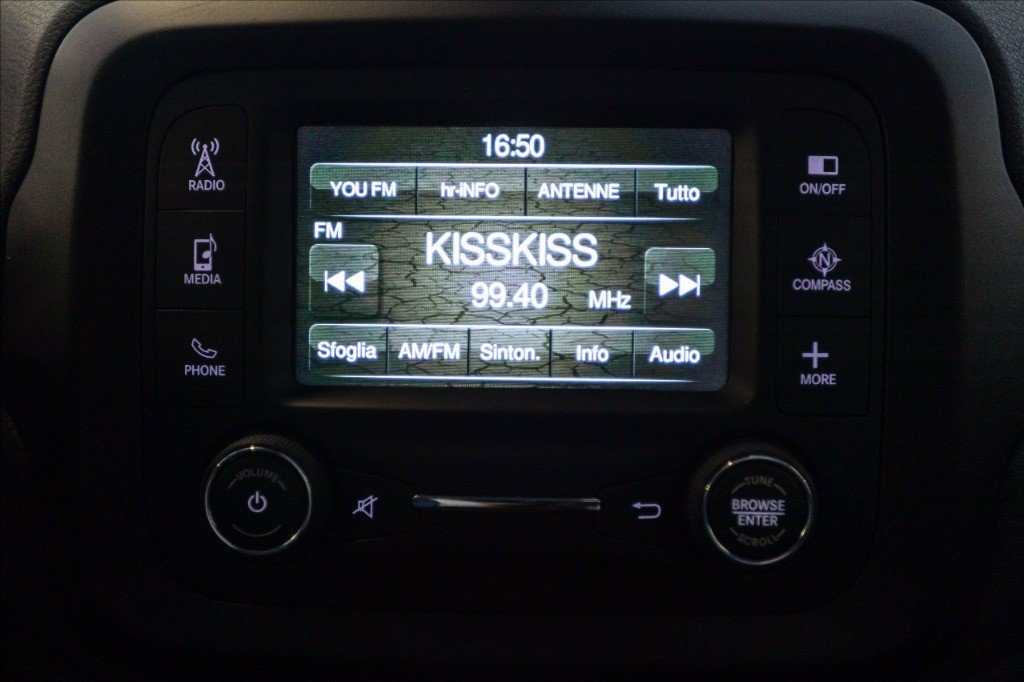 16:50
YOU FM hr-INFO ANTENNE Tutto
FM
KISSKISS
99.40 MHz
Sfoglia AM/FM Sinton. Info Audio
RADIO
MEDIA
PHONE
ON/OFF
N
COMPASS
MORE
VOLUME
TUNE
BROWSE
ENTER
SCROLL